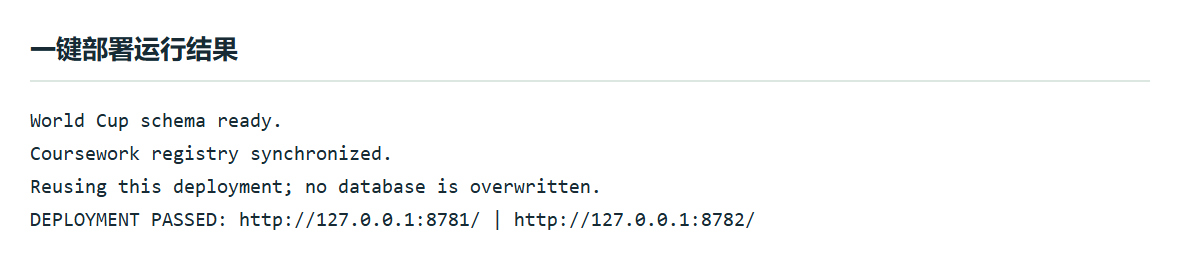 一键部署运行结果
World Cup schema ready.
Coursework registry synchronized.
Reusing this deployment; no database is overwritten.
DEPLOYMENT PASSED: http://127.0.0.1:8781/ | http://127.0.0.1:8782/